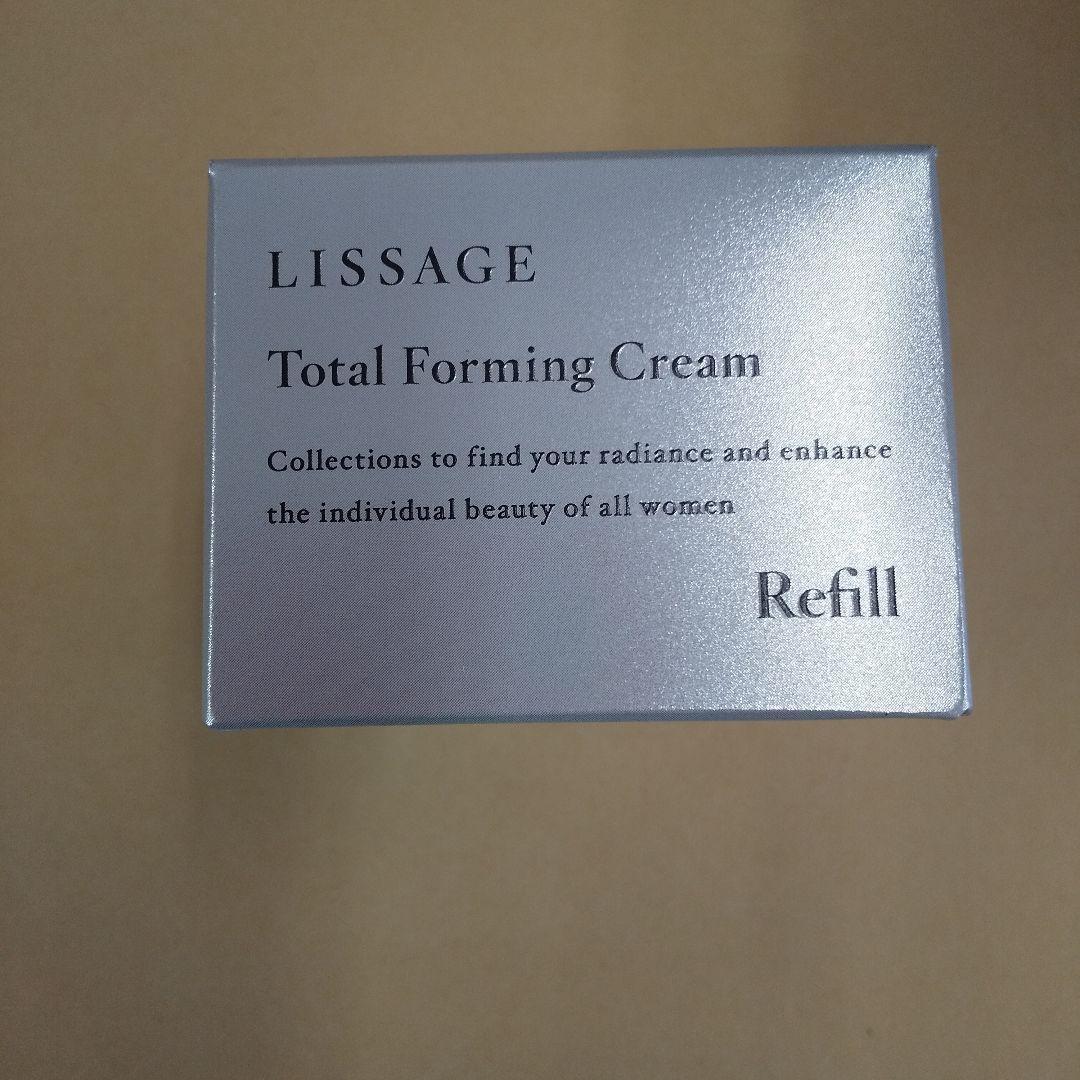 LISSAGE
Total Forming Cream
Collections to find your radiance and enhance
the individual beauty of all women
Refill